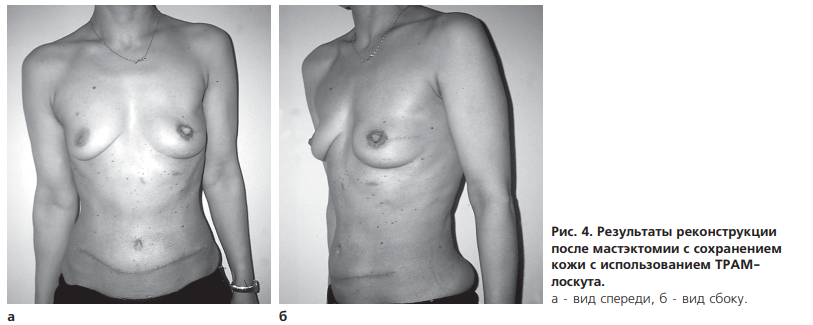 Рис. 4. Результаты реконструкции
после мастэктомии с сохранением
кожи с использованием ТРАМ–
лоскута.
а - вид спереди, б - вид сбоку.
а
б